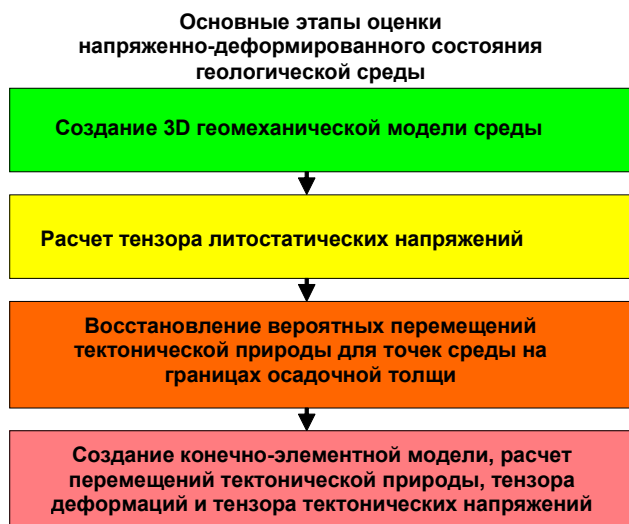 Основные этапы оценки
напряженно-деформированного состояния
геологической среды
Создание 3D геомеханической модели среды
Расчет тензора литостатических напряжений
Восстановление вероятных перемещений
тектонической природы для точек среды на
границах осадочной толщи
Создание конечно-элементной модели, расчет
перемещений тектонической природы, тензора
деформаций и тензора тектонических напряжений